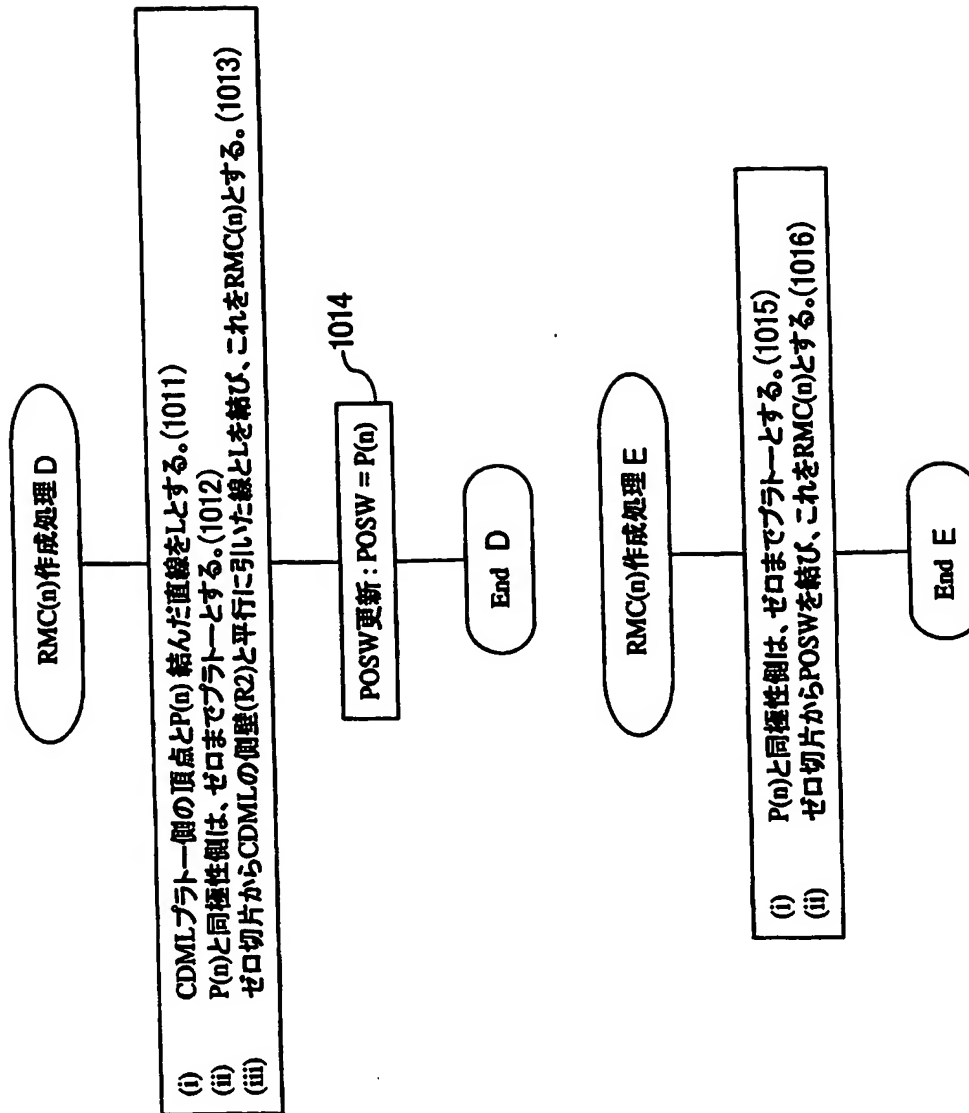 RMC(n)作成処理 D
(i) CDMLプラトー側の頂点とP(n) 結んだ直線をLとする。(1011)
(ii) P(n)と同極性側は、ゼロまでプラトーとする。(1012)
(iii) ゼロ切片からCDMLの側壁(R2)と平行に引いた線とLを結び、これをRMC(n)とする。(1013)
POSW更新 : POSW = P(n)
1014
End D
RMC(n)作成処理 E
(i) P(n)と同極性側は、ゼロまでプラトーとする。(1015)
(ii) ゼロ切片からPOSWを結び、これをRMC(n)とする。(1016)
End E